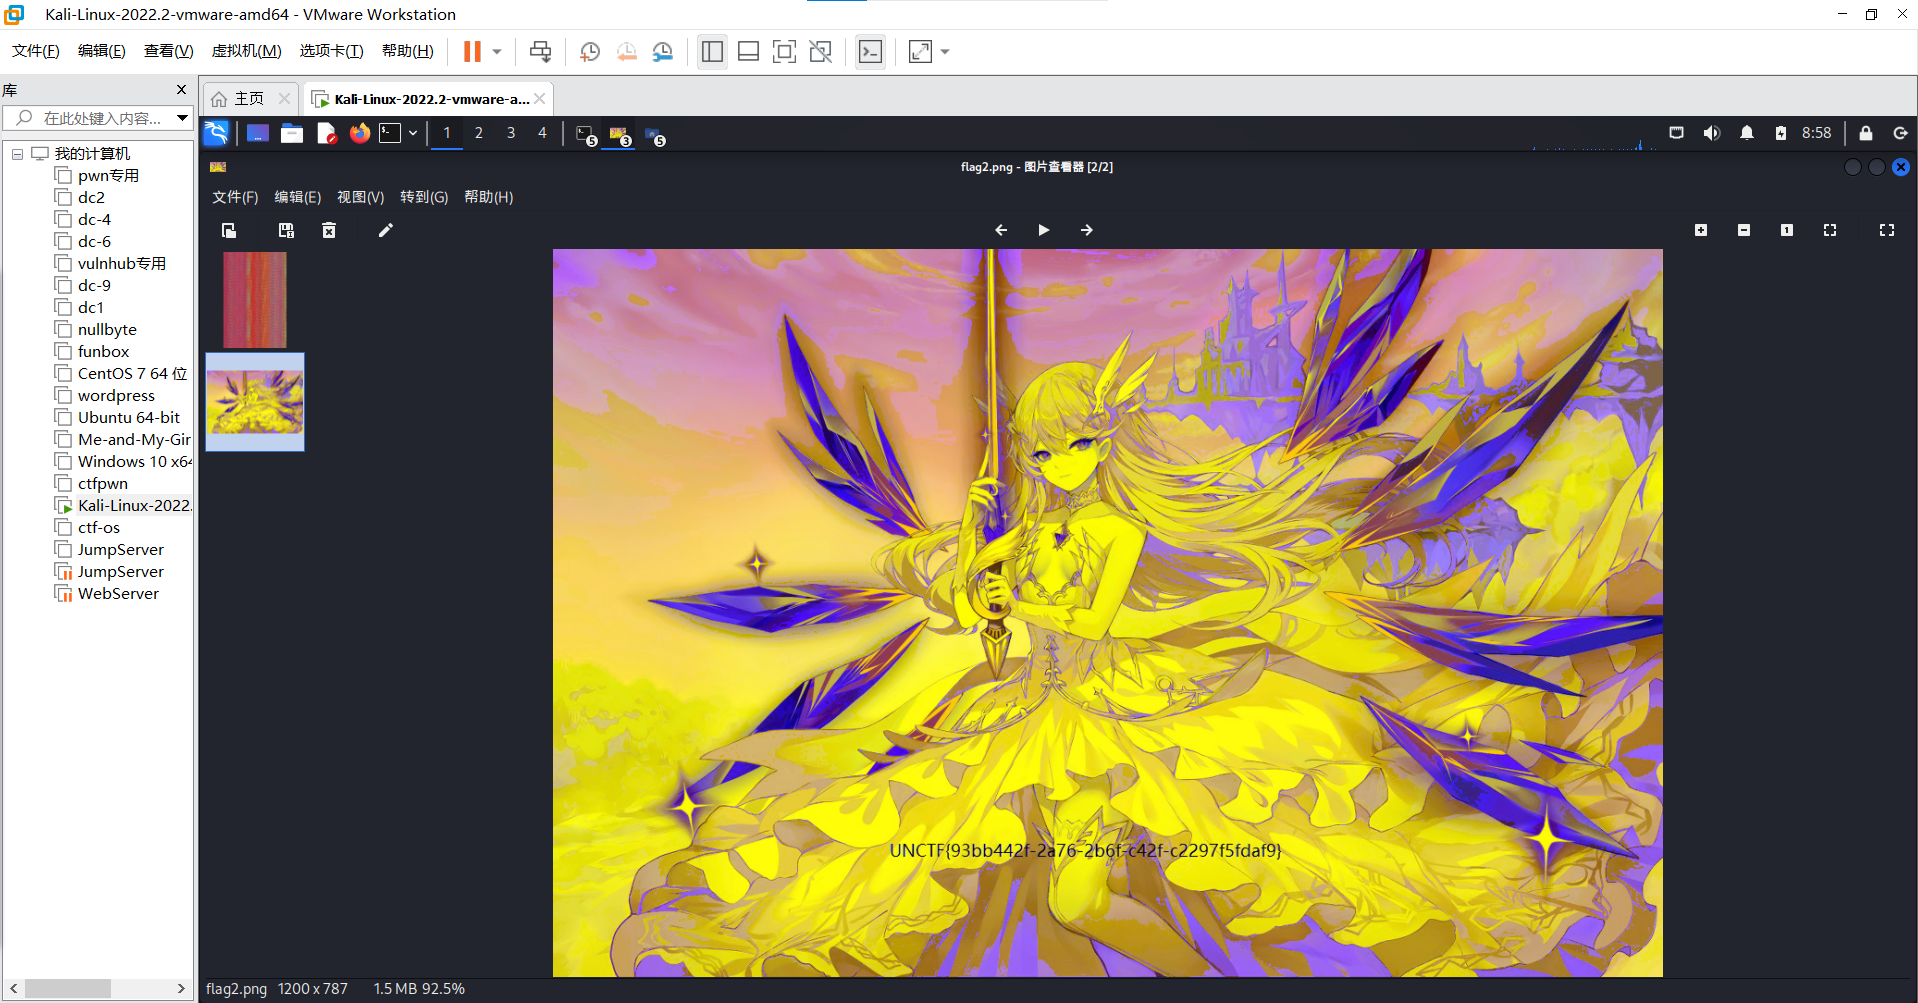 Kali-Linux-2022.2-vmware-amd64 - VMware Workstation
文件(F) 编辑(E) 查看(V) 虚拟机(M) 选项卡(T) 帮助(H)
库
在此处键入内容...
我的计算机
pwn专用
dc2
dc-4
dc-6
vulnhub专用
dc-9
dc1
nullbyte
funbox
CentOS 7 64 位
wordpress
Ubuntu 64-bit
Me-and-My-Gir
Windows 10 x64
ctfpwn
Kali-Linux-2022.
ctf-os
JumpServer
JumpServer
WebServer
主页
Kali-Linux-2022.2-vmware-a...
1 2 3 4 5 3 5 8:58
flag2.png - 图片查看器 [2/2]
文件(F) 编辑(E) 视图(V) 转到(G) 帮助(H)
1
UNCTF{93bb442f-2a76-2b6f-c42f-c2297f5fdaf9}
flag2.png 1200 x 787 1.5 MB 92.5%